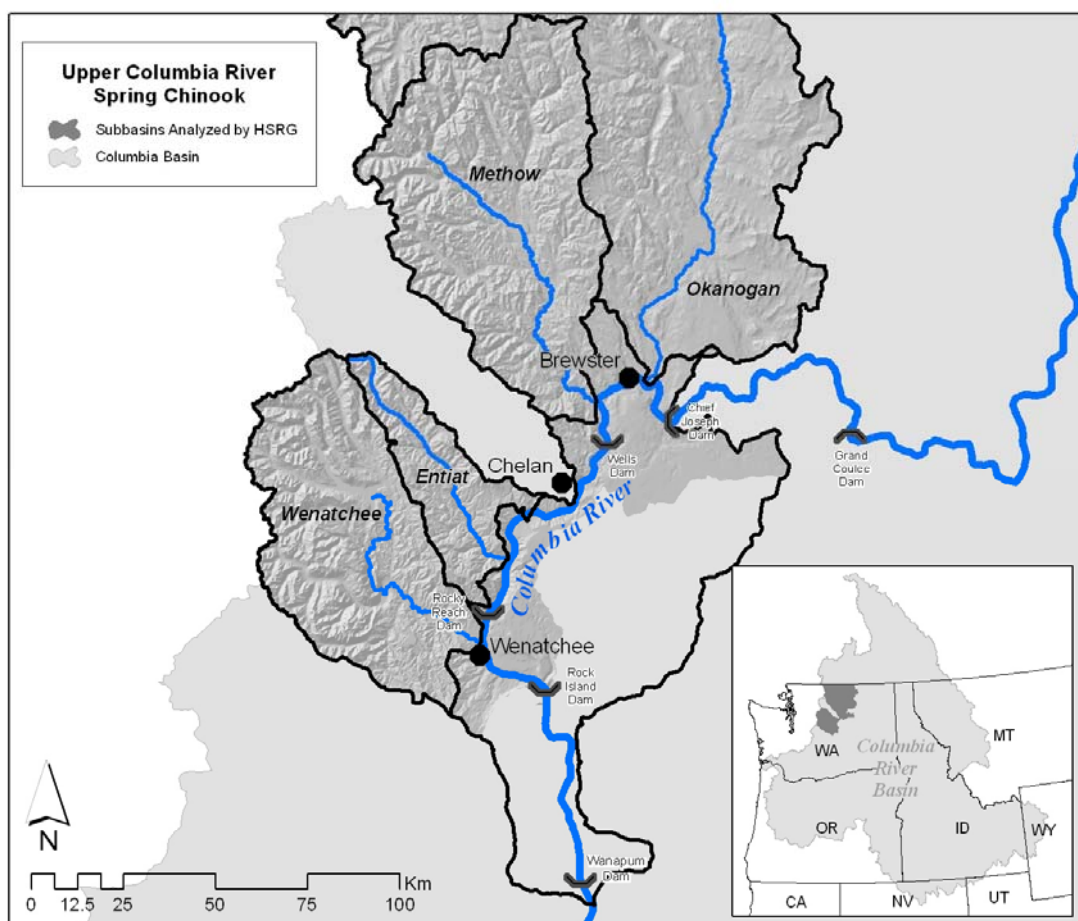 Upper Columbia River
Spring Chinook
Subbasins Analyzed by HSRG
Columbia Basin
Methow
Okanogan
Brewster
Chief
Joseph
Dam
Wells
Dam
Grand
Coulee
Dam
Chelan
Entiat
Wenatchee
Columbia River
Rocky
Reach
Dam
Wenatchee
Rock
Island
Dam
Wanapum
Dam
N
0 12.5 25 50 75 100
Km
WA
MT
Columbia
River
Basin
OR
ID
WY
CA
NV
UT